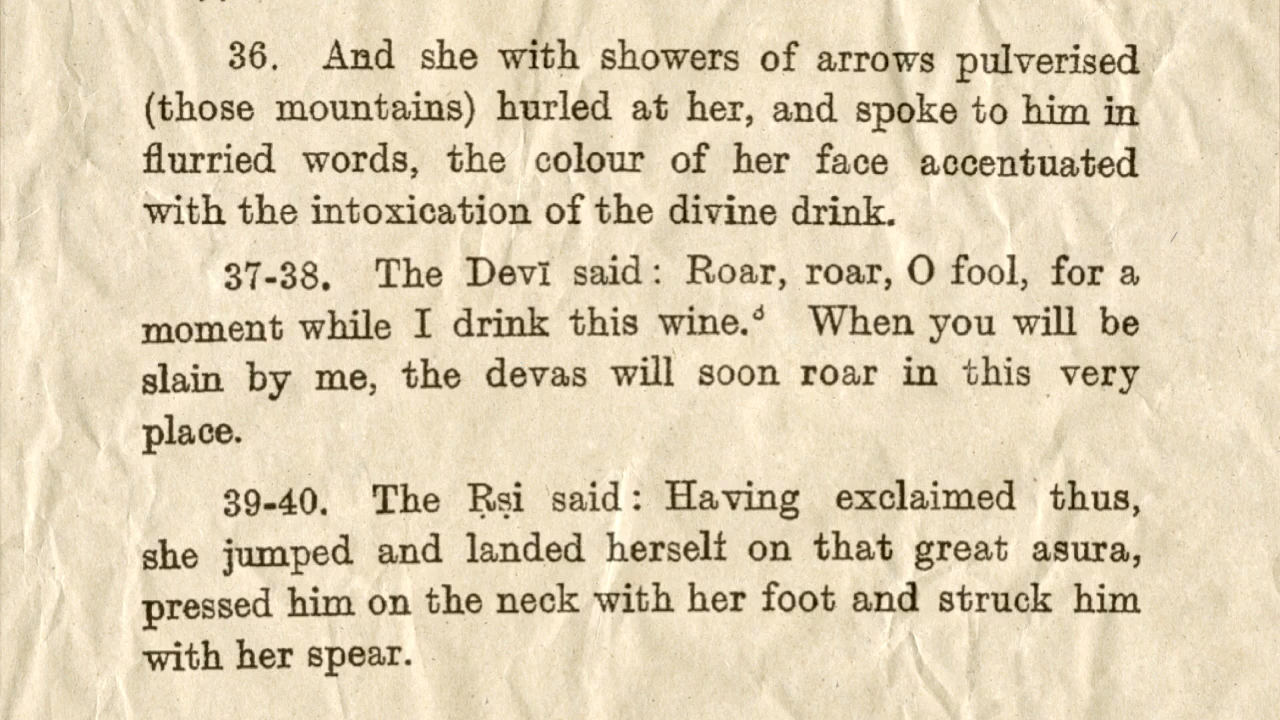 36. And she with showers of arrows pulverised
(those mountains) hurled at her, and spoke to him in
flurried words, the colour of her face accentuated
with the intoxication of the divine drink.
37-38. The Devī said: Roar, roar, O fool, for a
moment while I drink this wine.ᵈ When you will be
slain by me, the devas will soon roar in this very
place.
39-40. The Ṛṣi said: Having exclaimed thus,
she jumped and landed herself on that great asura,
pressed him on the neck with her foot and struck him
with her spear.